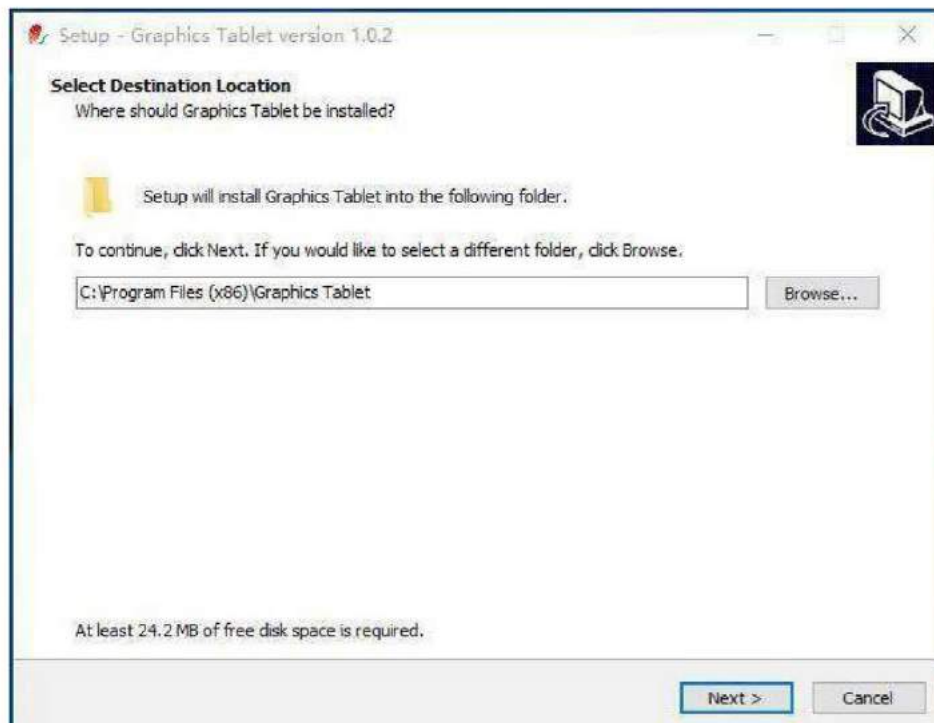 Setup - Graphics Tablet version 1.0.2
Select Destination Location
Where should Graphics Tablet be installed?
Setup will install Graphics Tablet into the following folder.
To continue, click Next. If you would like to select a different folder, click Browse.
C:\Program Files (x86)\Graphics Tablet
Browse...
At least 24.2 MB of free disk space is required.
Next >
Cancel